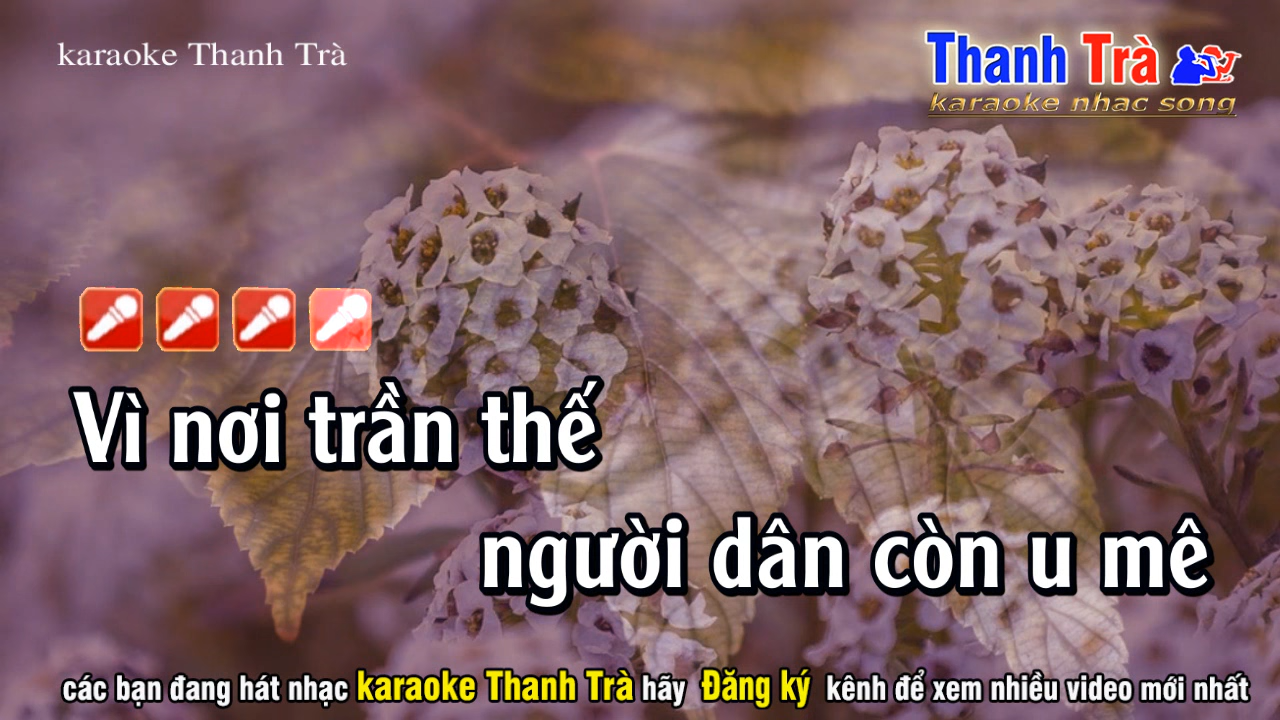 karaoke Thanh Trà
Thanh Trà
karaoke nhac song
Vì nơi trần thế
người dân còn u mê
các bạn đang hát nhạc karaoke Thanh Trà hãy Đăng ký kênh để xem nhiều video mới nhất